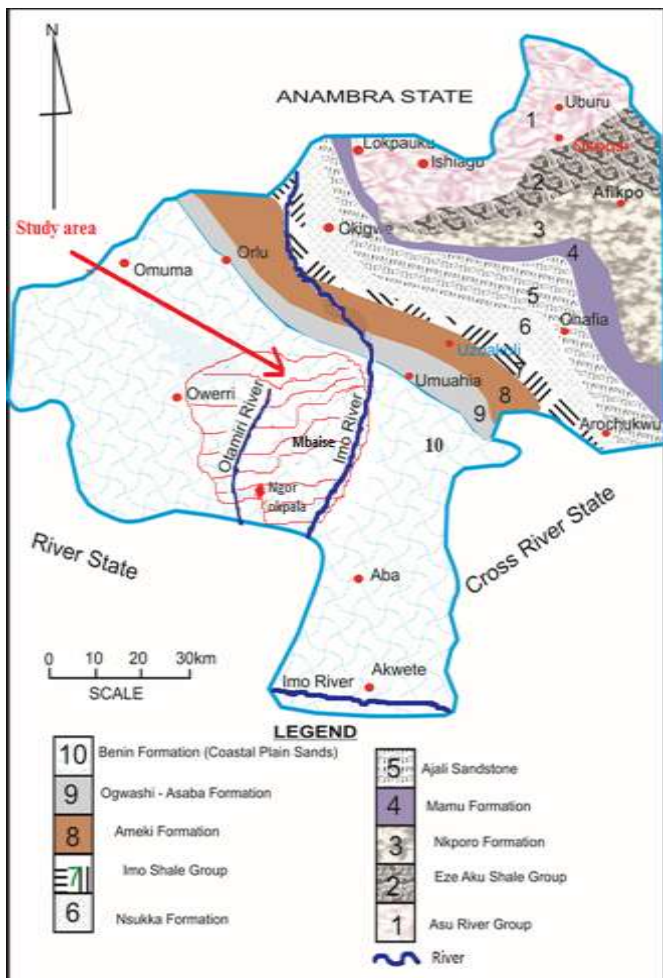 N
ANAMBRA STATE
Uburu
1
Lokpauku
Ishiagu
2
Afikpo
Study area
3
Okigwe
4
Orlu
Omuma
5
6
Onafia
Umuahia
8
Owerri
9
Arochukwu
Otamiri River
Imo River
Mbaise
10
Ngor
okpala
River State
Cross River State
Aba
0 10 20 30km
SCALE
Imo River
Akwete
LEGEND
10 Benin Formation (Coastal Plain Sands)
9 Ogwashi - Asaba Formation
8 Ameki Formation
7 Imo Shale Group
6 Nsukka Formation
5 Ajali Sandstone
4 Mamu Formation
3 Nkporo Formation
2 Eze Aku Shale Group
1 Asu River Group
River